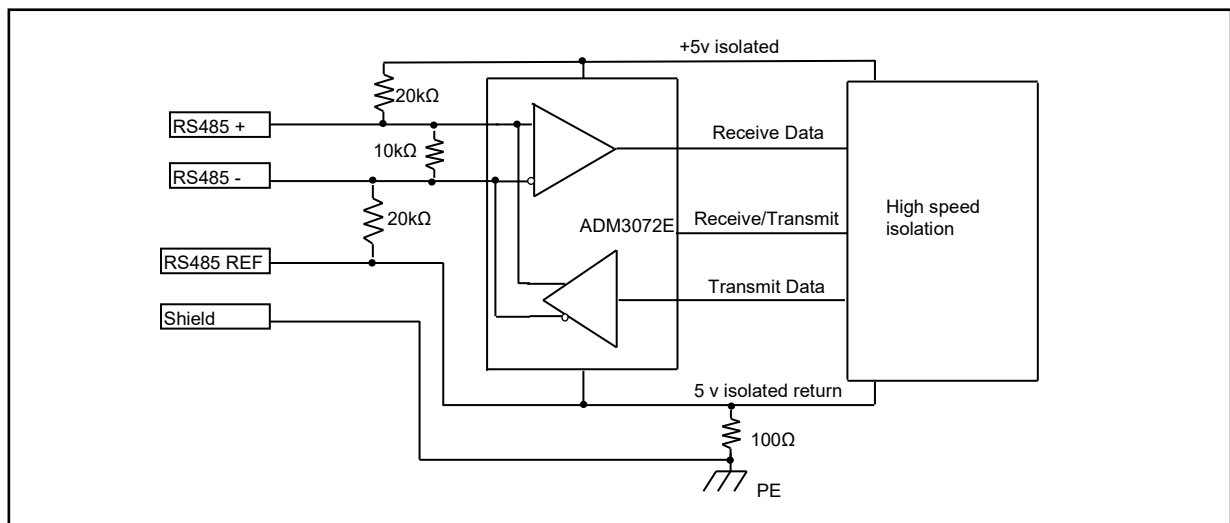 +5v isolated
20kΩ
RS485 +
Receive Data
10kΩ
RS485 -
High speed
isolation
20kΩ
ADM3072E
Receive/Transmit
RS485 REF
Transmit Data
Shield
5 v isolated return
100Ω
PE